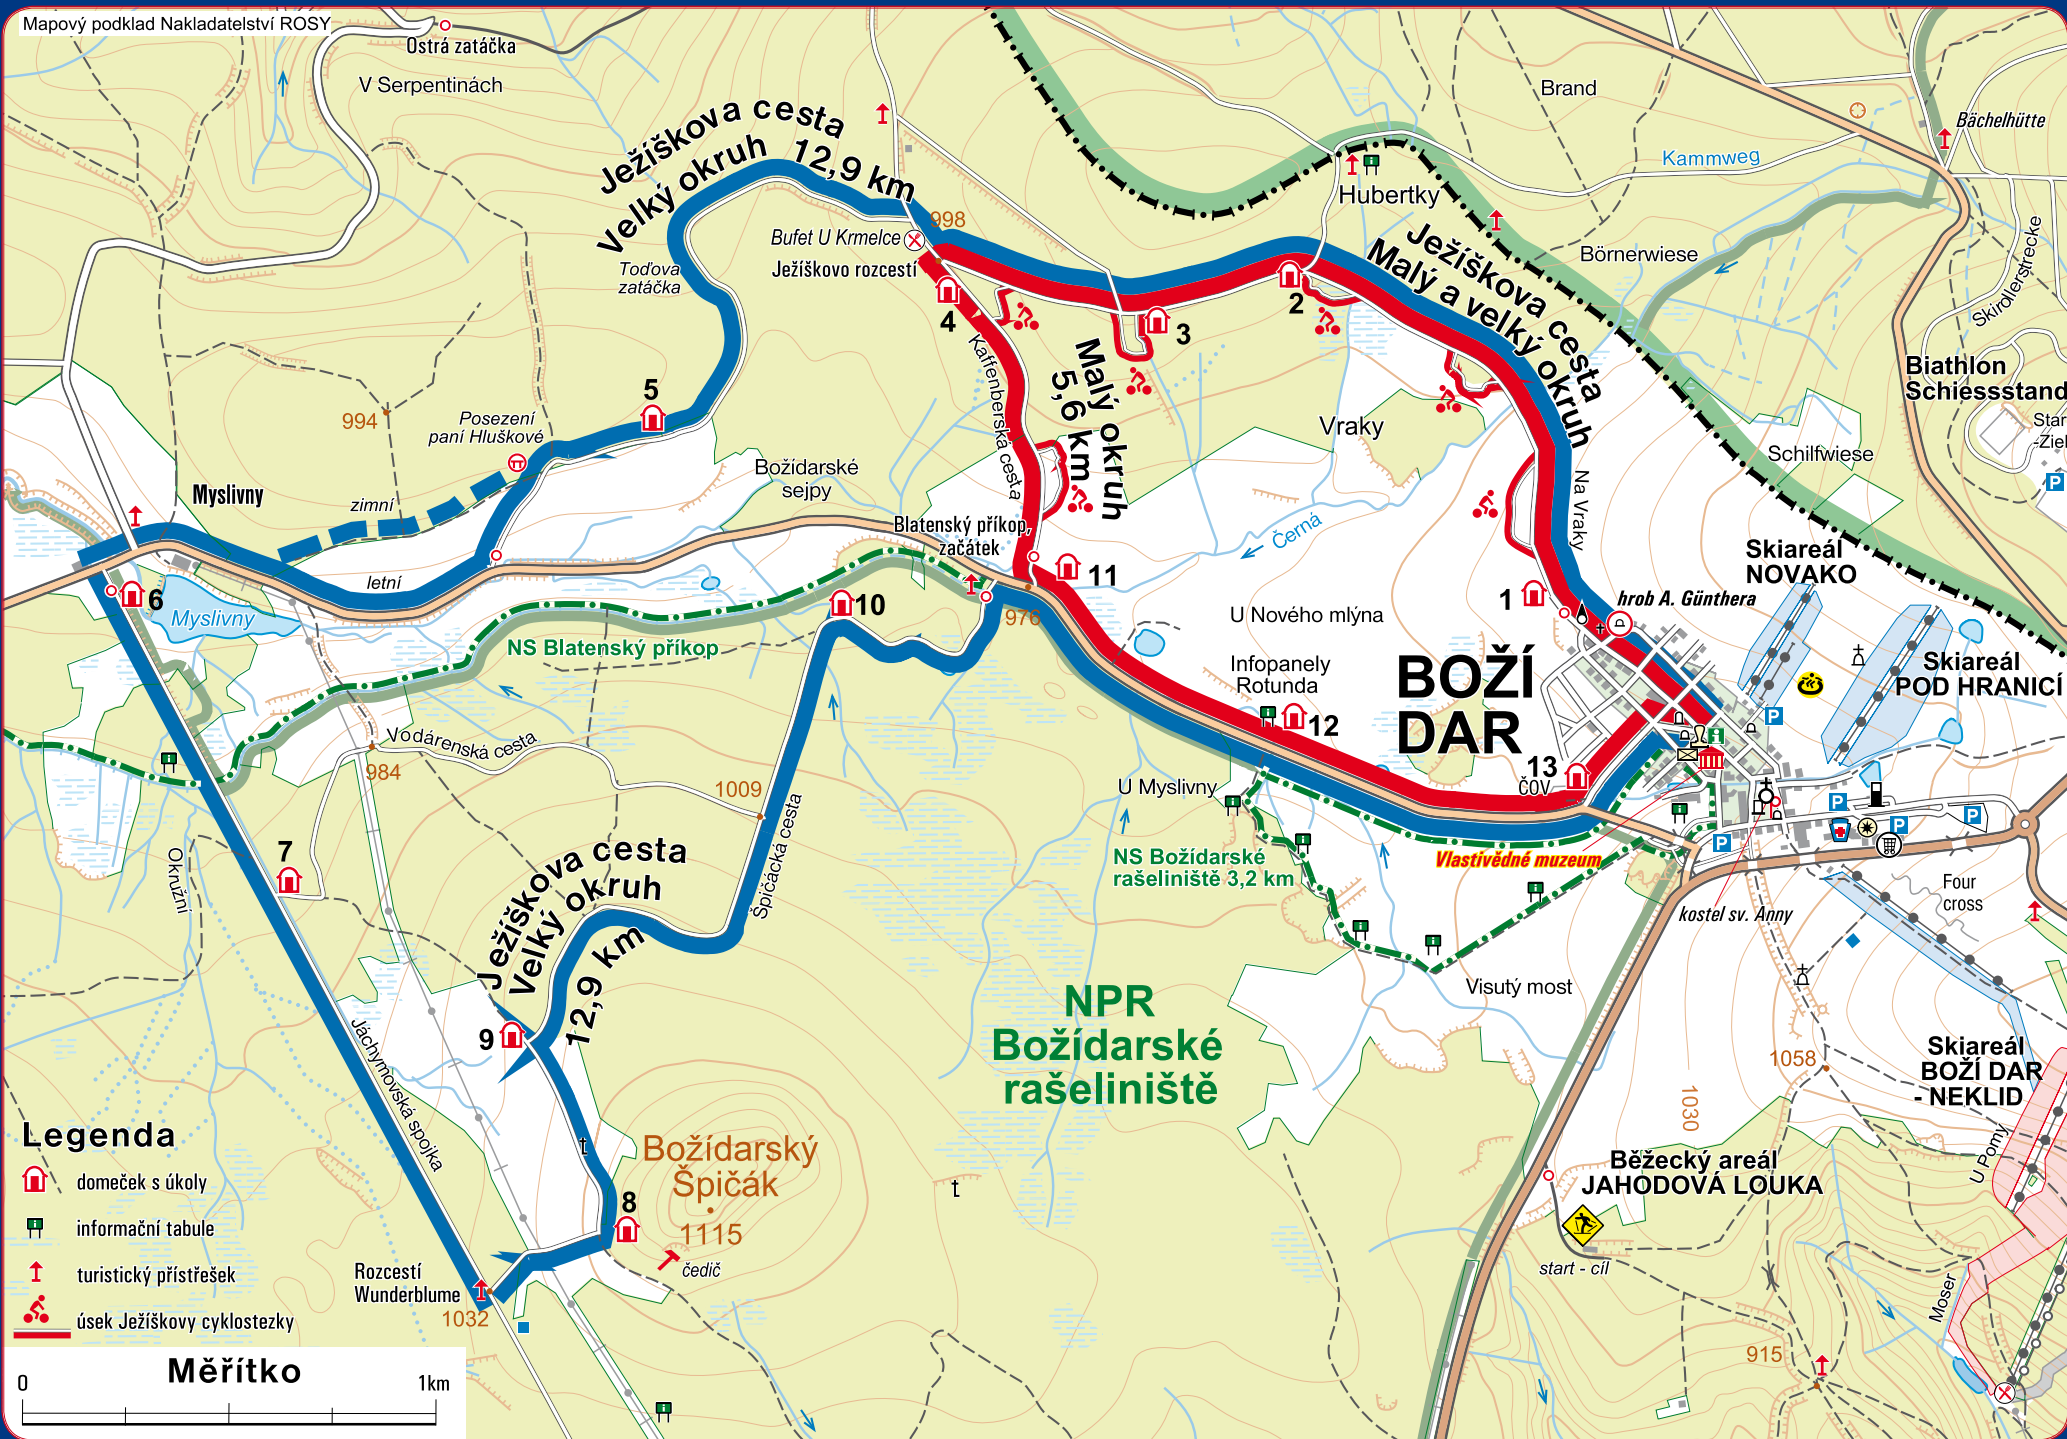 Mapový podklad Nakladatelství ROSY
Ostrá zatáčka
V Serpentinách
Ježíškova cesta
Velký okruh 12,9 km
998
Bufet U Krmelce
Ježíškovo rozcestí
Toďova
zatáčka
Brand
Bächelhütte
Kammweg
Hubertky
Börnerwiese
Skirollerstrecke
Ježíškova cesta
Malý a velký okruh
2
3
4
Kaffenberská cesta
Malý okruh
5,6 km
Biathlon
Schiessstand
Star
-Ziel
P
5
994
Posezení
paní Hluškové
Vraky
Schilfwiese
Na Vraky
Myslivny
zimní
Božídarské
sejpy
Blatenský příkop,
začátek
Černá
Skiareál
NOVAKO
letní
6
Myslivny
10
11
976
1
hrob A. Günthera
U Nového mlýna
NS Blatenský příkop
Infopanely
Rotunda
12
BOŽÍ
DAR
Skiareál
POD HRANICÍ
P
Vodárenská cesta
984
1009
U Myslivny
13
ČOV
P
P
P
P
Špičácká cesta
NS Božídarské
rašeliniště 3,2 km
Vlastivědné muzeum
7
Okružní
Ježíškova cesta
Velký okruh
12,9 km
kostel sv. Anny
Four
cross
Visutý most
NPR
Božídarské
rašeliniště
9
Jáchymovská spojka
Skiareál
BOŽÍ DAR
- NEKLID
1058
1030
U Pomy
Legenda
domeček s úkoly
informační tabule
turistický přístřešek
úsek Ježíškovy cyklostezky
Božídarský
Špičák
1115
8
čedič
Rozcestí
Wunderblume
1032
Běžecký areál
JAHODOVÁ LOUKA
start - cíl
Moser
915
Měřítko
0
1km